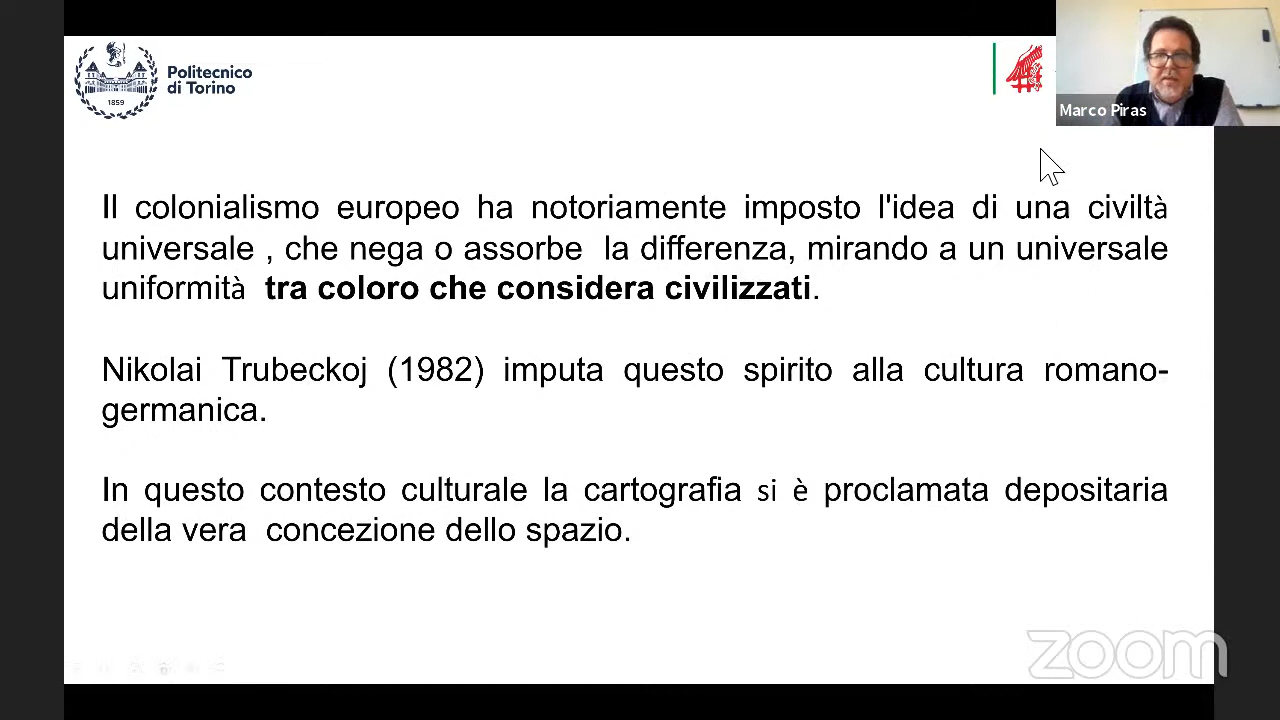 Politecnico
di Torino
1859
Marco Piras
Il colonialismo europeo ha notoriamente imposto l'idea di una civiltà
universale , che nega o assorbe  la differenza, mirando a un universale
uniformità  tra coloro che considera civilizzati.
Nikolai Trubeckoj (1982) imputa questo spirito alla cultura romano-
germanica.
In questo contesto culturale la cartografia si è proclamata depositaria
della vera  concezione dello spazio.
zoom